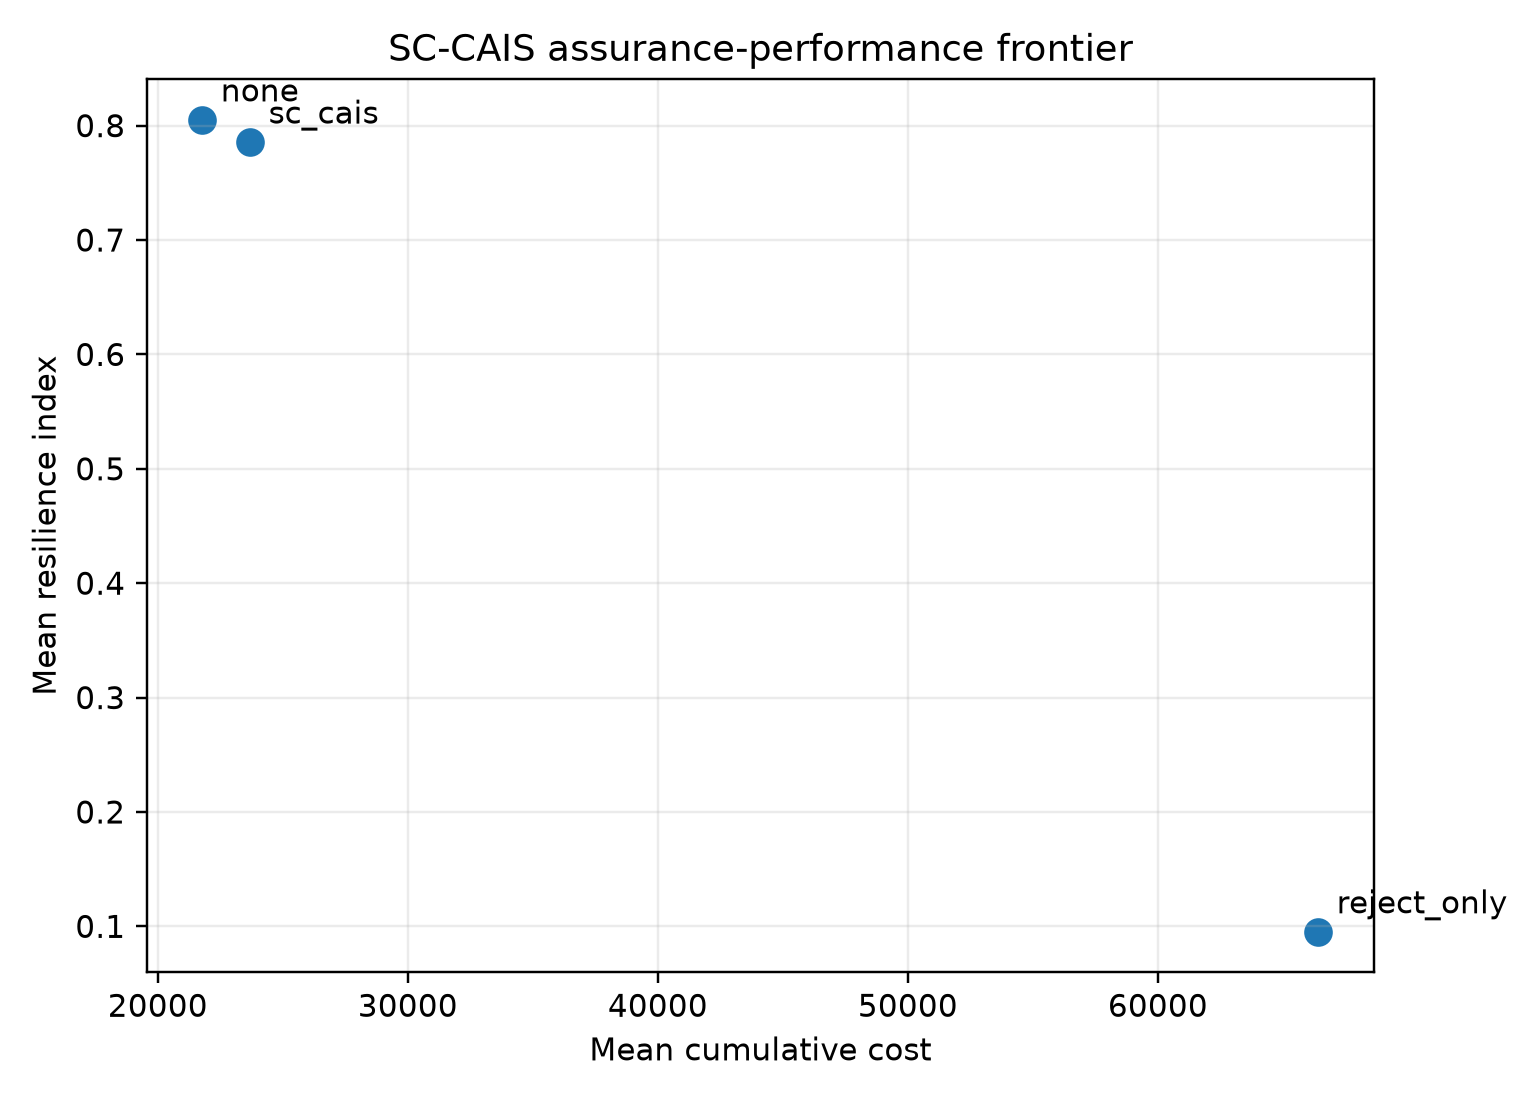 SC-CAIS assurance-performance frontier
none
sc_cais
reject_only
Mean resilience index
0.8
0.7
0.6
0.5
0.4
0.3
0.2
0.1
20000 30000 40000 50000 60000
Mean cumulative cost